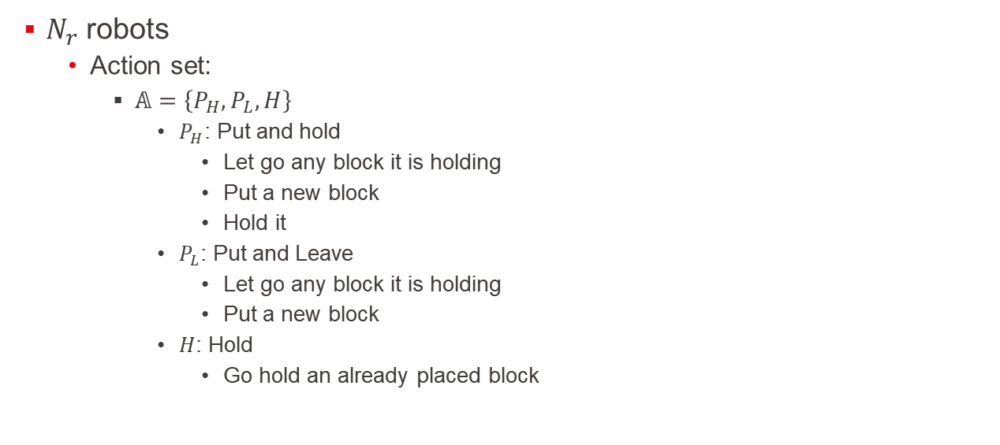 ▪ Nᵣ robots
• Action set:
▪ 𝔸 = {P_H, P_L, H}
• P_H: Put and hold
• Let go any block it is holding
• Put a new block
• Hold it
• P_L: Put and Leave
• Let go any block it is holding
• Put a new block
• H: Hold
• Go hold an already placed block